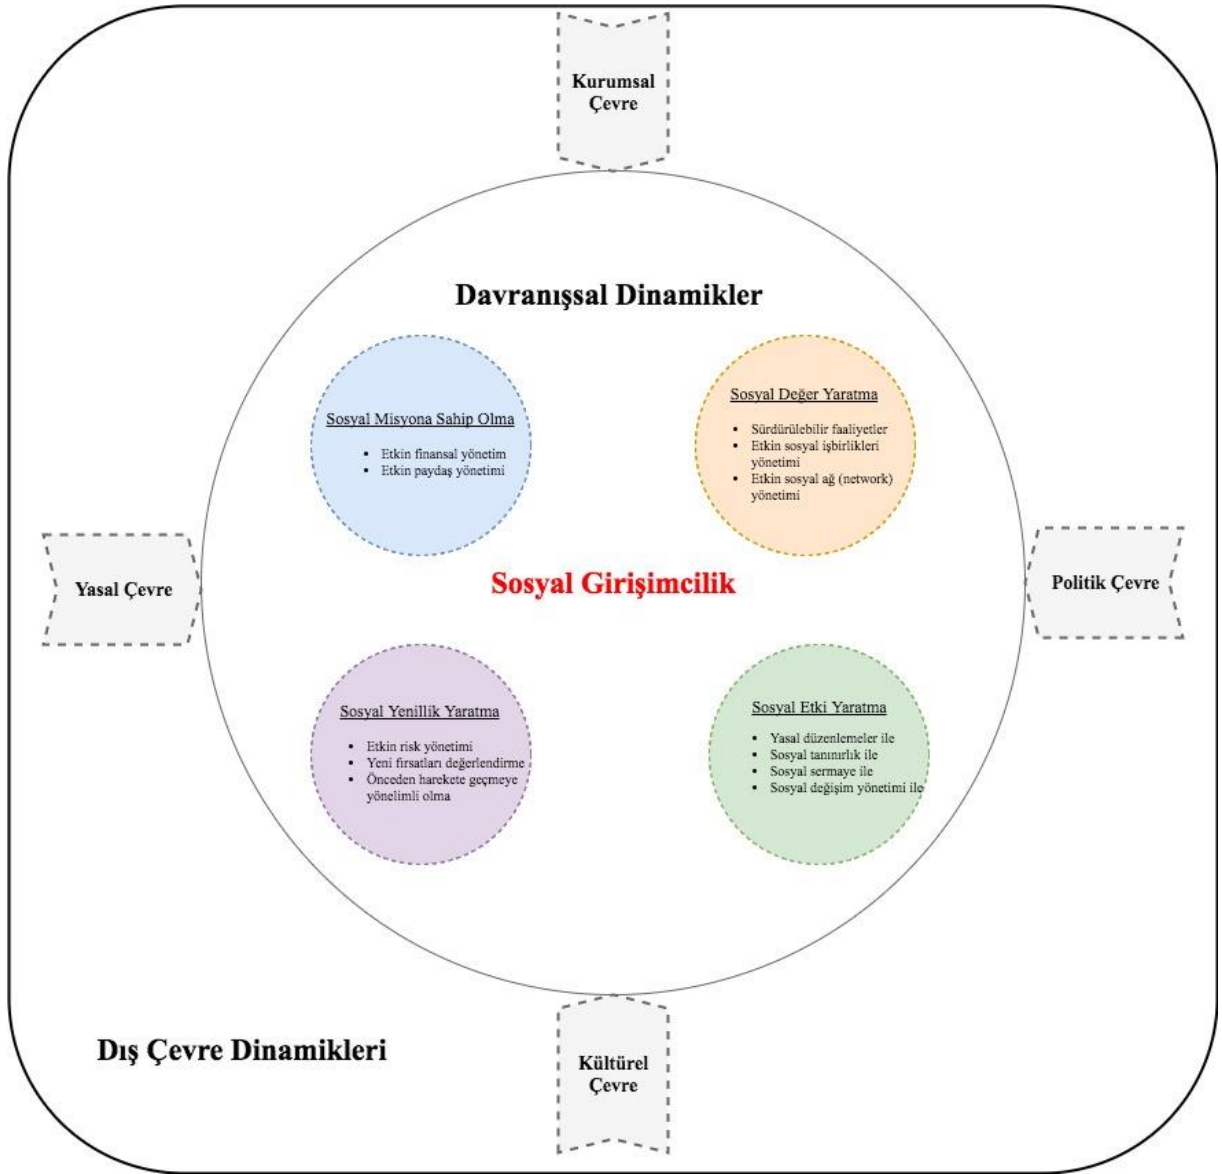 Kurumsal
Çevre
Davranışsal Dinamikler
Sosyal Misyona Sahip Olma
• Etkin finansal yönetim
• Etkin paydaş yönetimi
Sosyal Değer Yaratma
• Sürdürülebilir faaliyetler
• Etkin sosyal işbirlikleri
yönetimi
• Etkin sosyal ağ (network)
yönetimi
Yasal Çevre
Sosyal Girişimcilik
Politik Çevre
Sosyal Yenillik Yaratma
• Etkin risk yönetimi
• Yeni fırsatları değerlendirme
• Önceden harekete geçmeye
yönelimli olma
Sosyal Etki Yaratma
• Yasal düzenlemeler ile
• Sosyal tanınırlık ile
• Sosyal sermaye ile
• Sosyal değişim yönetimi ile
Dış Çevre Dinamikleri
Kültürel
Çevre